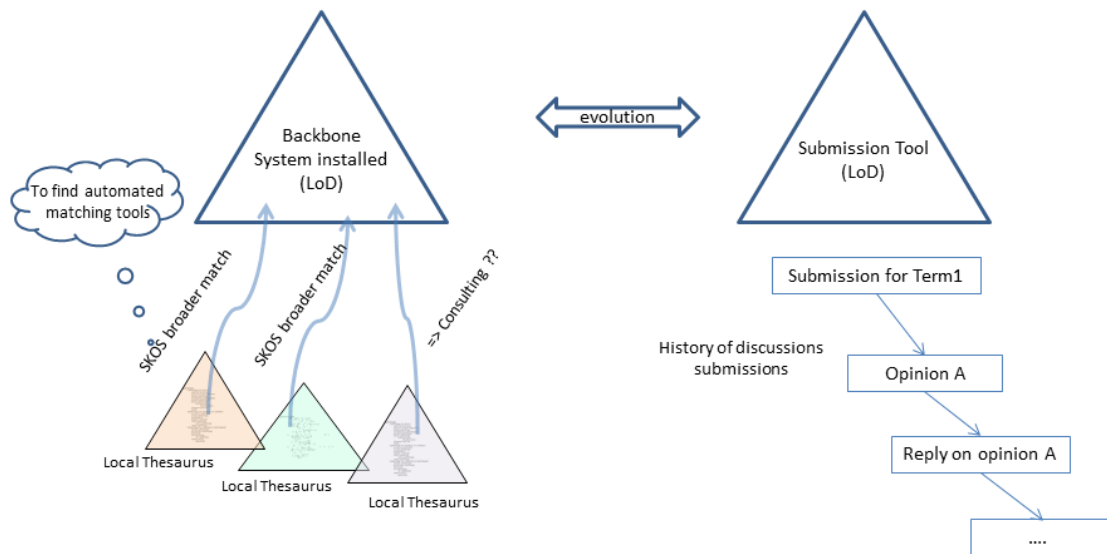 Backbone
System installed
(LoD)
evolution
Submission Tool
(LoD)
To find automated
matching tools
SKOS broader match
SKOS broader match
=> Consulting ??
Local Thesaurus
Local Thesaurus
Local Thesaurus
Submission for Term1
History of discussions
submissions
Opinion A
Reply on opinion A
....